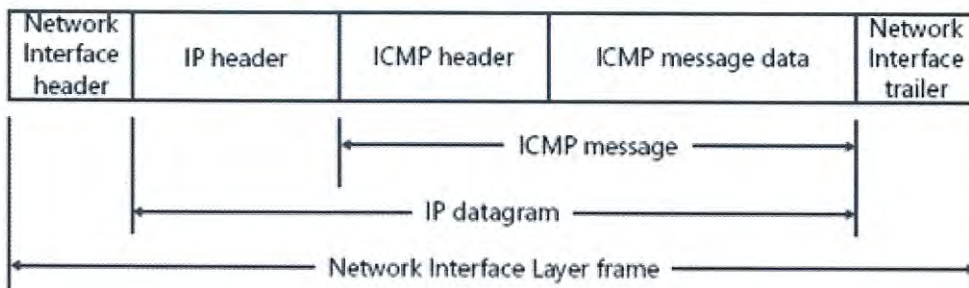 Network
Interface
header
IP header
ICMP header
ICMP message data
Network
Interface
trailer
ICMP message
IP datagram
Network Interface Layer frame